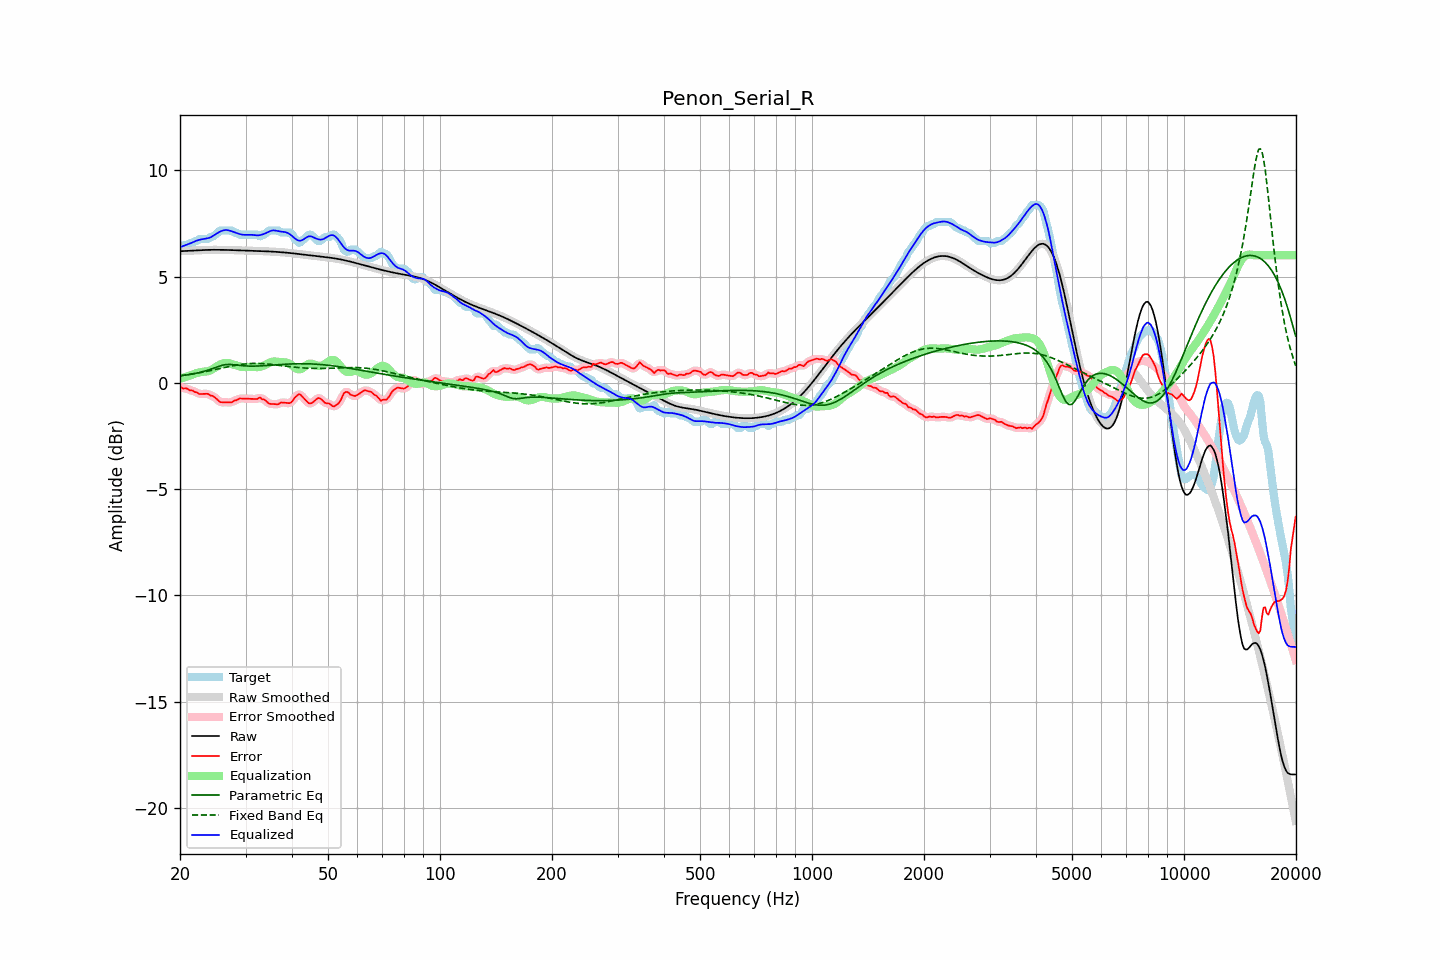 Penon_Serial_R
Amplitude (dBr)
10
5
0
−5
−10
−15
−20
Target
Raw Smoothed
Error Smoothed
Raw
Error
Equalization
Parametric Eq
Fixed Band Eq
Equalized
20 50 100 200 500 1000 2000 5000 10000 20000
Frequency (Hz)